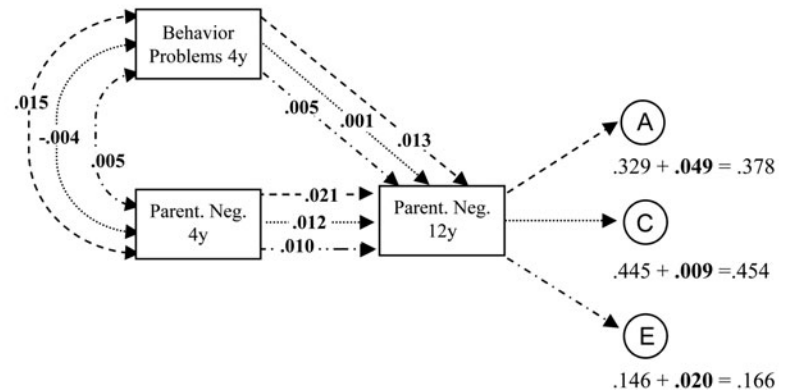 Behavior
Problems 4y
.015
-.004
.005
.005
.001
.013
Parent. Neg.
4y
.021
.012
.010
Parent. Neg.
12y
A
.329 + .049 = .378
C
.445 + .009 =.454
E
.146 + .020 = .166